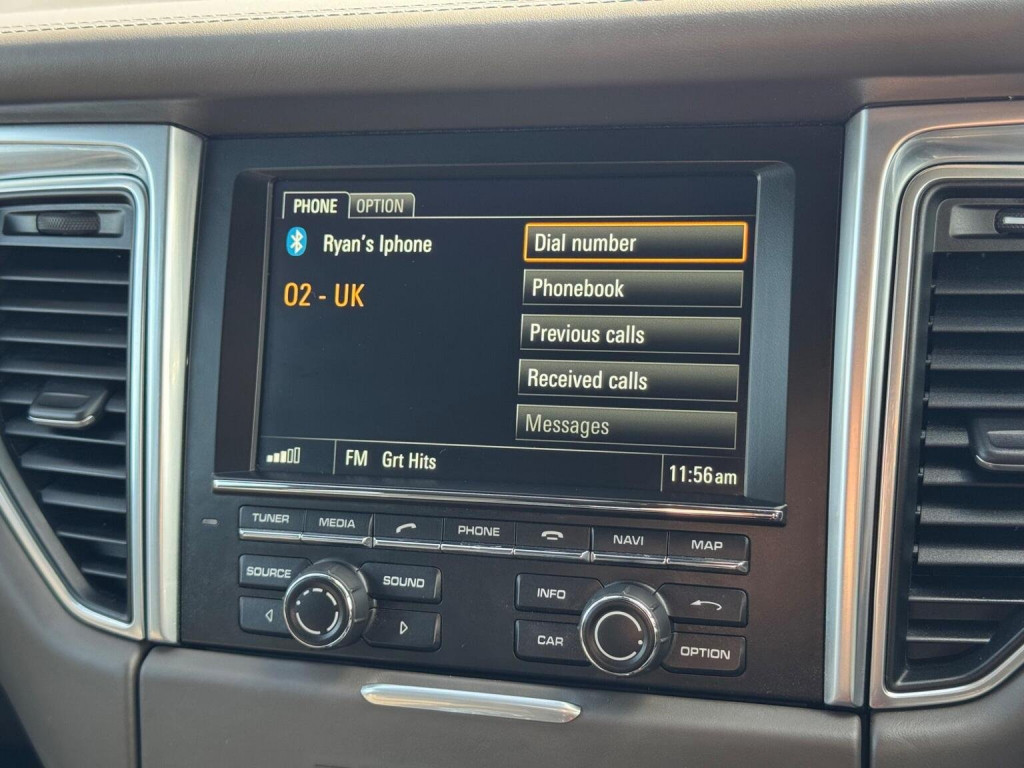 PHONE OPTION
Ryan's Iphone
O2 - UK
Dial number
Phonebook
Previous calls
Received calls
Messages
FM Grt Hits
11:56am
TUNER MEDIA PHONE NAVI MAP
SOURCE SOUND INFO
CAR OPTION